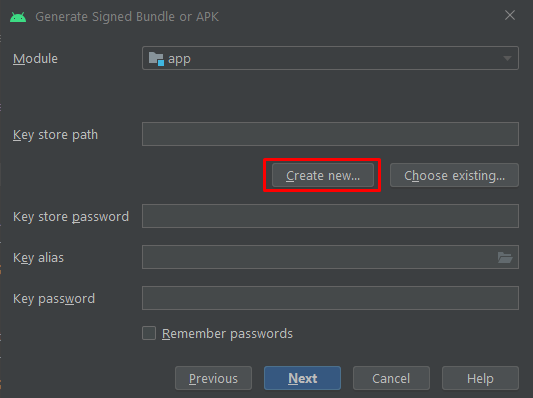 Generate Signed Bundle or APK
Module
app
Key store path
Create new... Choose existing...
Key store password
Key alias
Key password
Remember passwords
Previous Next Cancel Help